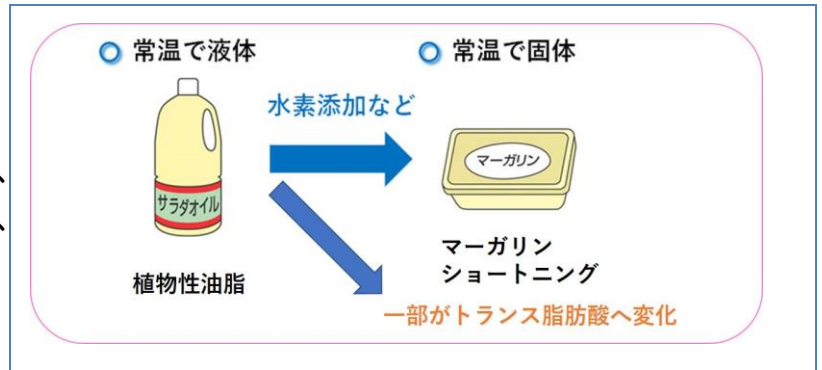 常温で液体
常温で固体
水素添加など
サラダオイル
マーガリン
植物性油脂
マーガリン
ショートニング
一部がトランス脂肪酸へ変化
、
、